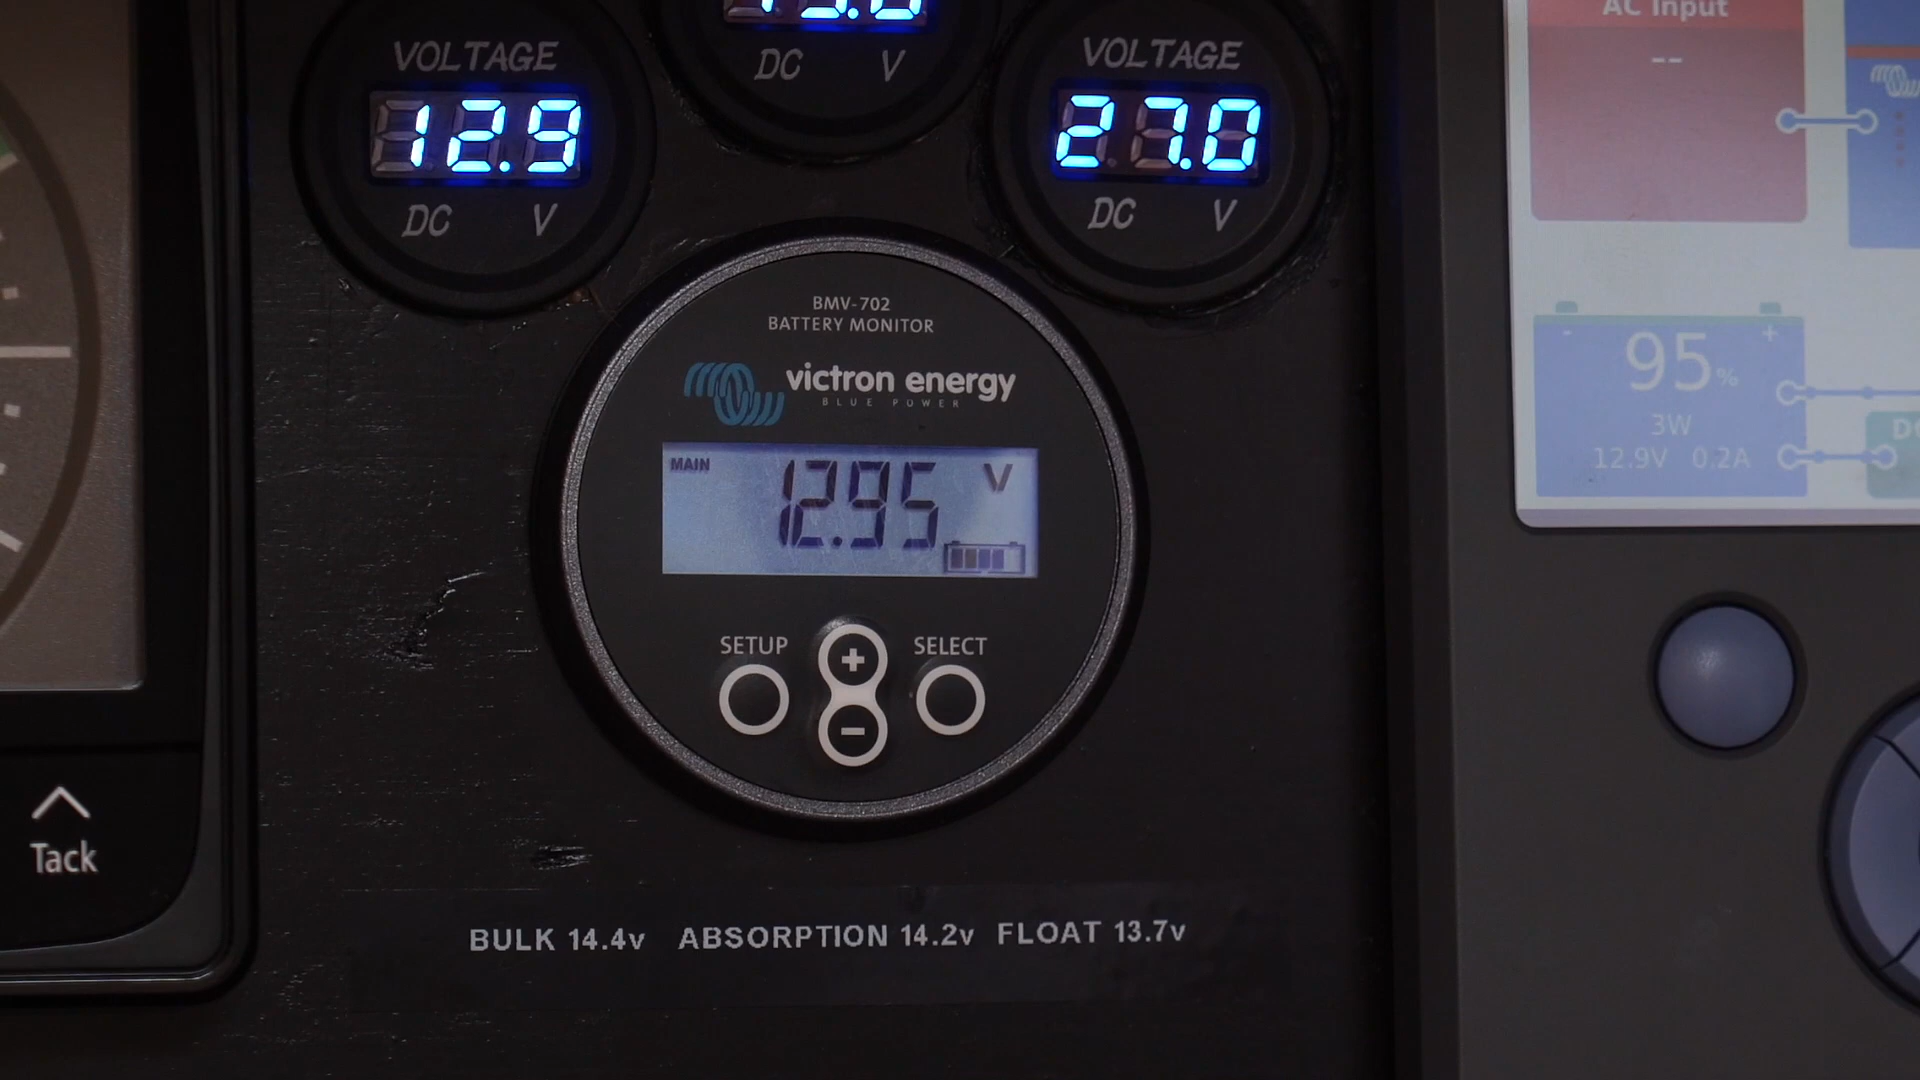 VOLTAGE
12.9
DC V
DC V
VOLTAGE
27.0
DC V
BMV-702
BATTERY MONITOR
victron energy
BLUE POWER
MAIN
12.95 V
SETUP
+
SELECT
-
BULK 14.4v ABSORPTION 14.2v FLOAT 13.7v
Tack
AC Input
--
- +
95%
3W
12.9V 0.2A